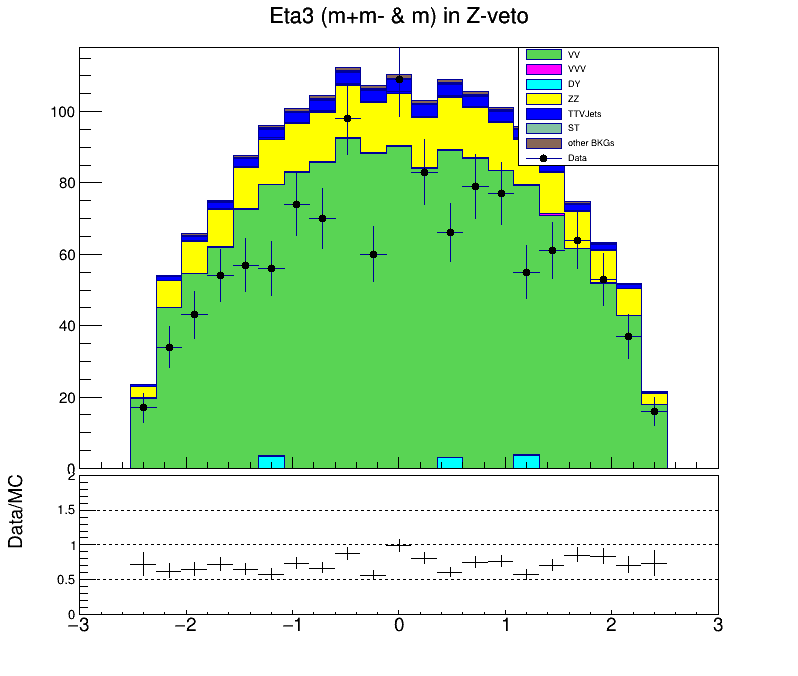 Eta3 (m+m- & m) in Z-veto
VV
VVV
DY
ZZ
TTVJets
ST
other BKGs
Data
100
80
60
40
20
0
Data/MC
2
1.5
1
0.5
0
−3 −2 −1 0 1 2 3